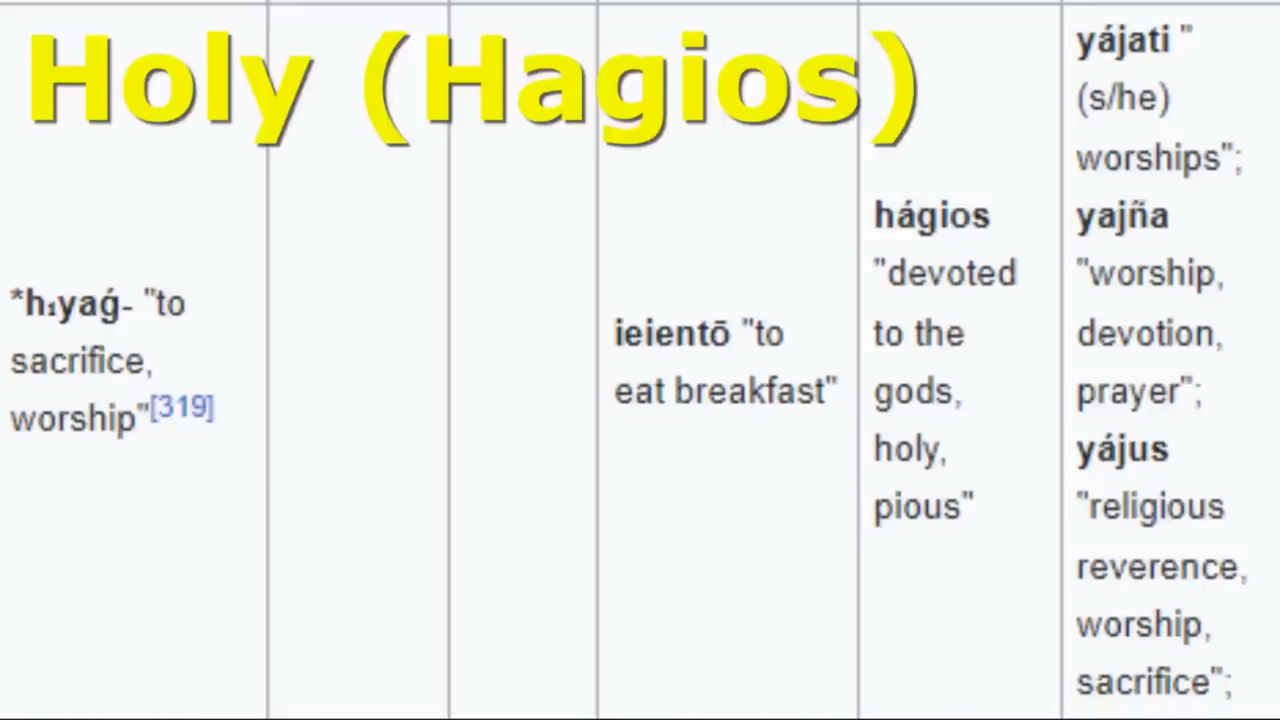 Holy (Hagios)
*h₁yaǵ- "to
sacrifice,
worship"[319]
ieientō "to
eat breakfast"
hágios
"devoted
to the
gods,
holy,
pious"
yájati "
(s/he)
worships";
yajña
"worship,
devotion,
prayer";
yájus
"religious
reverence,
worship,
sacrifice";